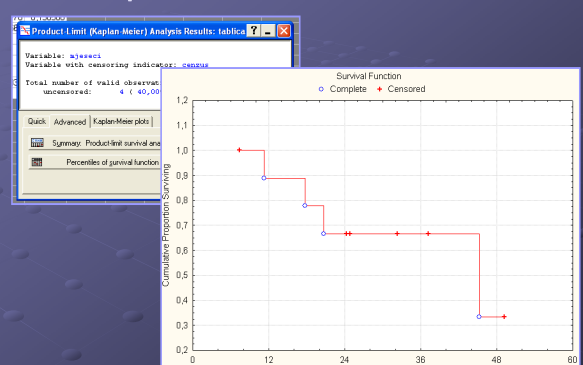 Product-Limit (Kaplan-Meier) Analysis Results: tablica
Variable: mjeseci
Variable with censoring indicator: cenzus
Total number of valid observat
uncensored: 4 ( 40,00
Quick Advanced Kaplan-Meier plots
Summary: Product-limit survival ana
Percentiles of survival function
Survival Function
Complete Censored
Cumulative Proportion Surviving
1,2
1,1
1,0
0,9
0,8
0,7
0,6
0,5
0,4
0,3
0,2
0 12 24 36 48 60